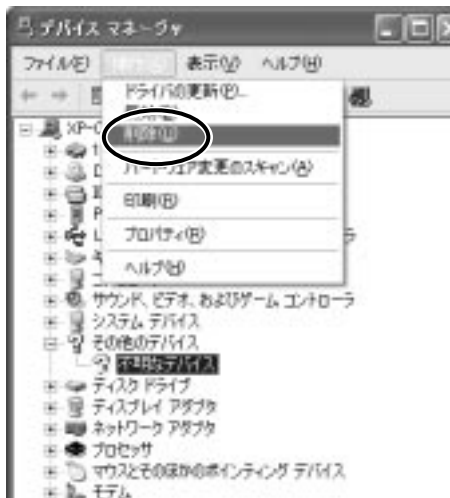 デバイス マネージャ
ファイル(F)
表示(V) ヘルプ(H)
ドライバの更新(P)...
削除(U)
ハードウェア変更のスキャン(A)
印刷(R)
プロパティ(R)
ヘルプ(H)
XP-
サウンド、ビデオ、およびゲーム コントローラ
システム デバイス
その他のデバイス
不明なデバイス
ディスク ドライブ
ディスプレイ アダプタ
ネットワーク アダプタ
プロセッサ
マウスとそのほかのポインティング デバイス
モデム